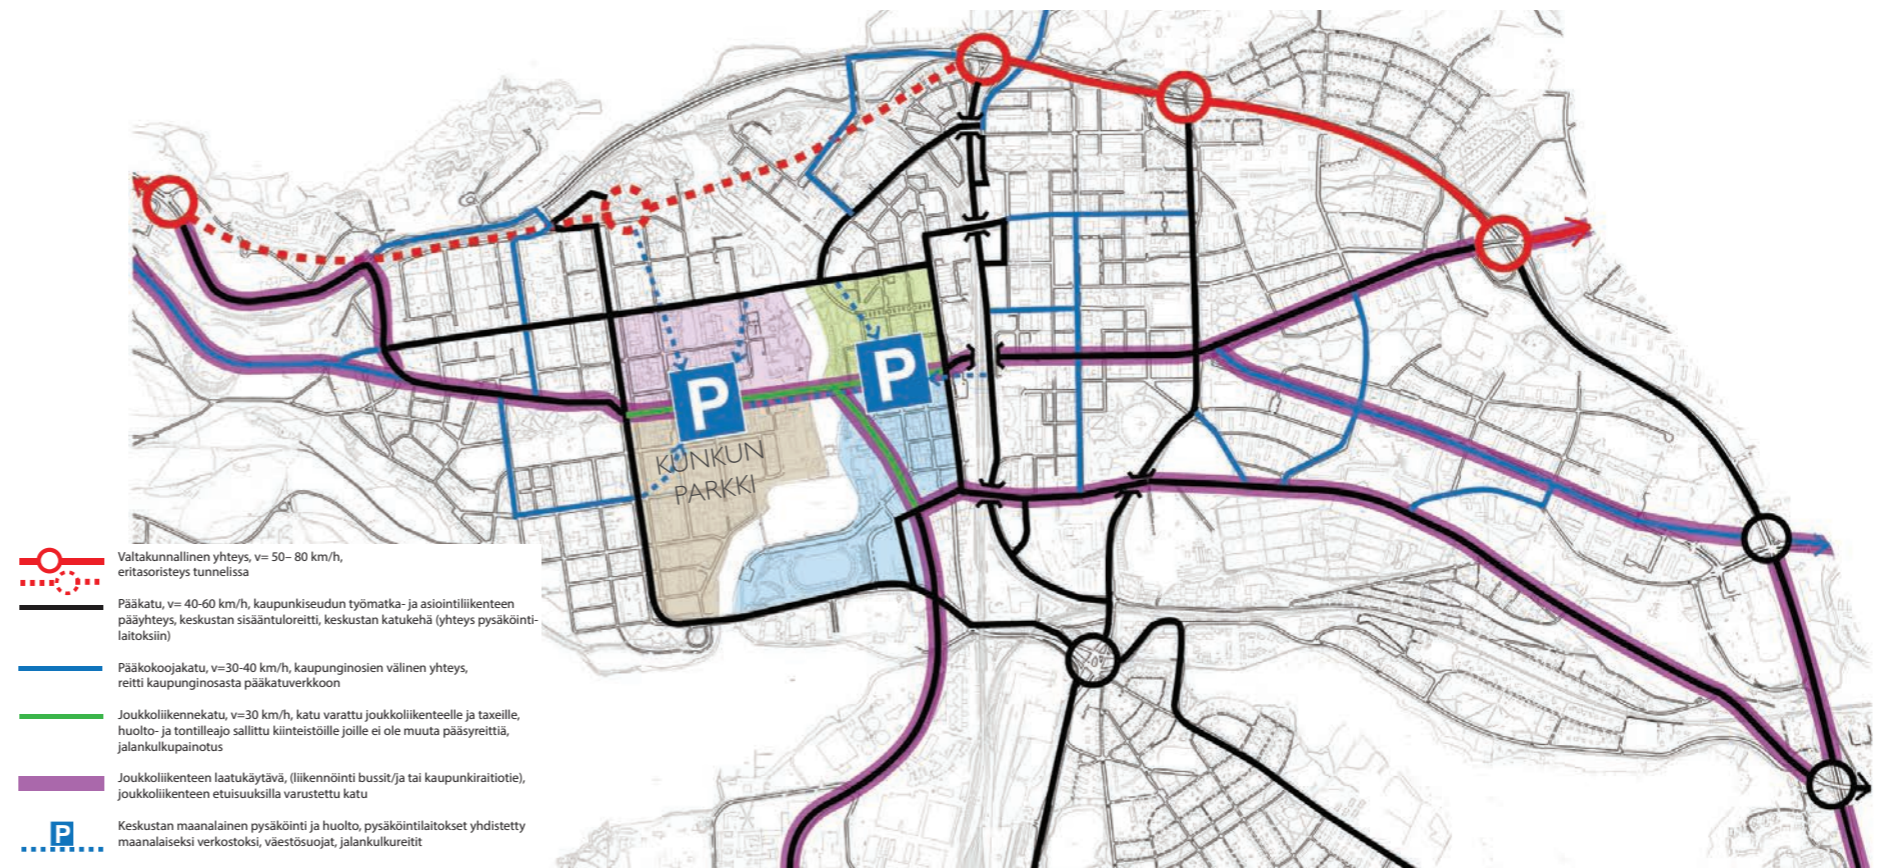 P
P
KUNKUN
PARKKI
Valtakunnallinen yhteys, v= 50– 80 km/h,
eritasoristeys tunnelissa
Pääkatu, v= 40-60 km/h, kaupunkiseudun työmatka- ja asiointiliikenteen
pääyhteys, keskustan sisääntuloreitti, keskustan katukehä (yhteys pysäköinti-
laitoksiin)
Pääkokoojakatu, v=30-40 km/h, kaupunginosien välinen yhteys,
reitti kaupunginosasta pääkatuverkkoon
Joukkoliikennekatu, v=30 km/h, katu varattu joukkoliikenteelle ja taxeille,
huolto- ja tontilleajo sallittu kiinteistöille joille ei ole muuta pääsyreittiä,
jalankulkupainotus
Joukkoliikenteen laatukäytävä, (liikennöinti bussit/ja tai kaupunkiraitiotie),
joukkoliikenteen etuisuuksilla varustettu katu
P
Keskustan maanalainen pysäköinti ja huolto, pysäköintilaitokset yhdistetty
maanalaiseksi verkostoksi, väestösuojat, jalankulkureitit